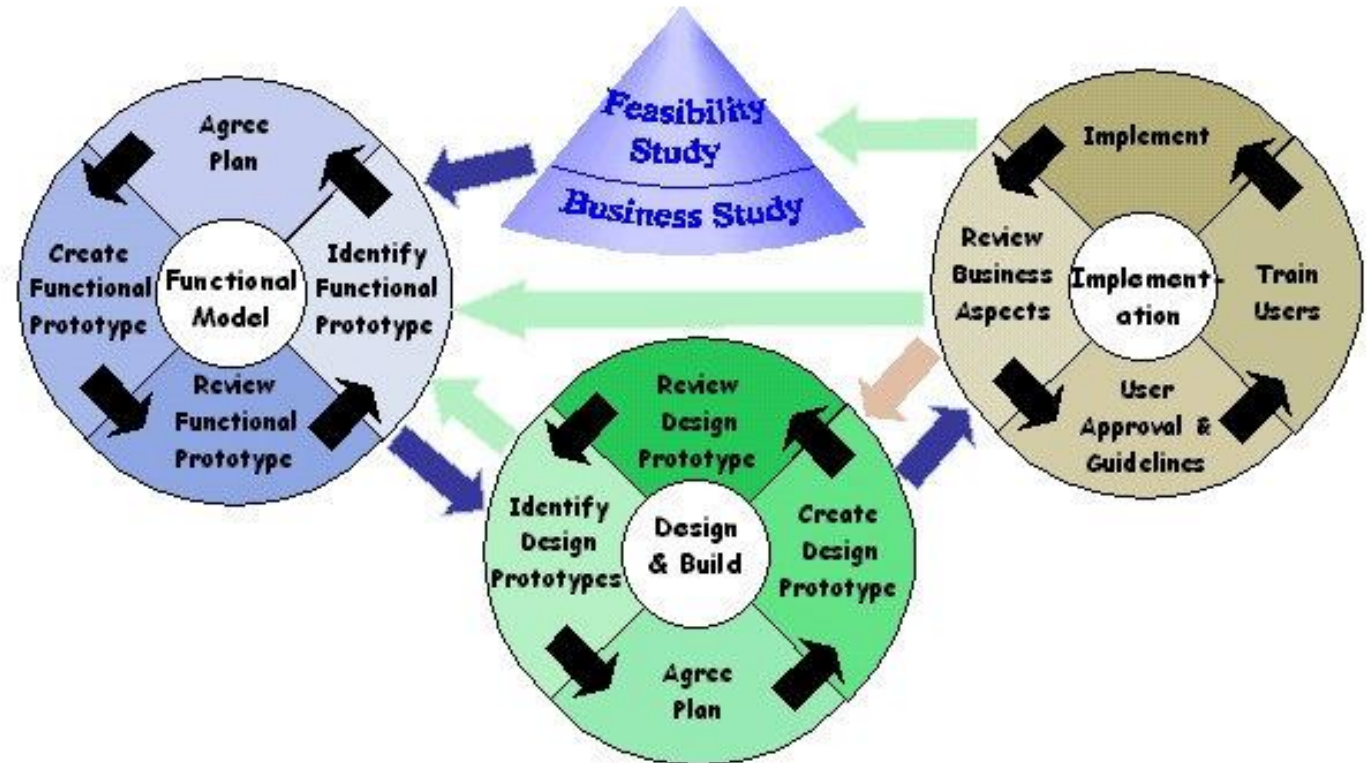 Feasibility
Study
Business Study
Agree
Plan
Create
Functional
Prototype
Functional
Model
Identify
Functional
Prototype
Review
Functional
Prototype
Implement
Review
Business
Aspects
Implement-
ation
Train
Users
User
Approval &
Guidelines
Review
Design
Prototype
Identify
Design
Prototypes
Design
& Build
Create
Design
Prototype
Agree
Plan